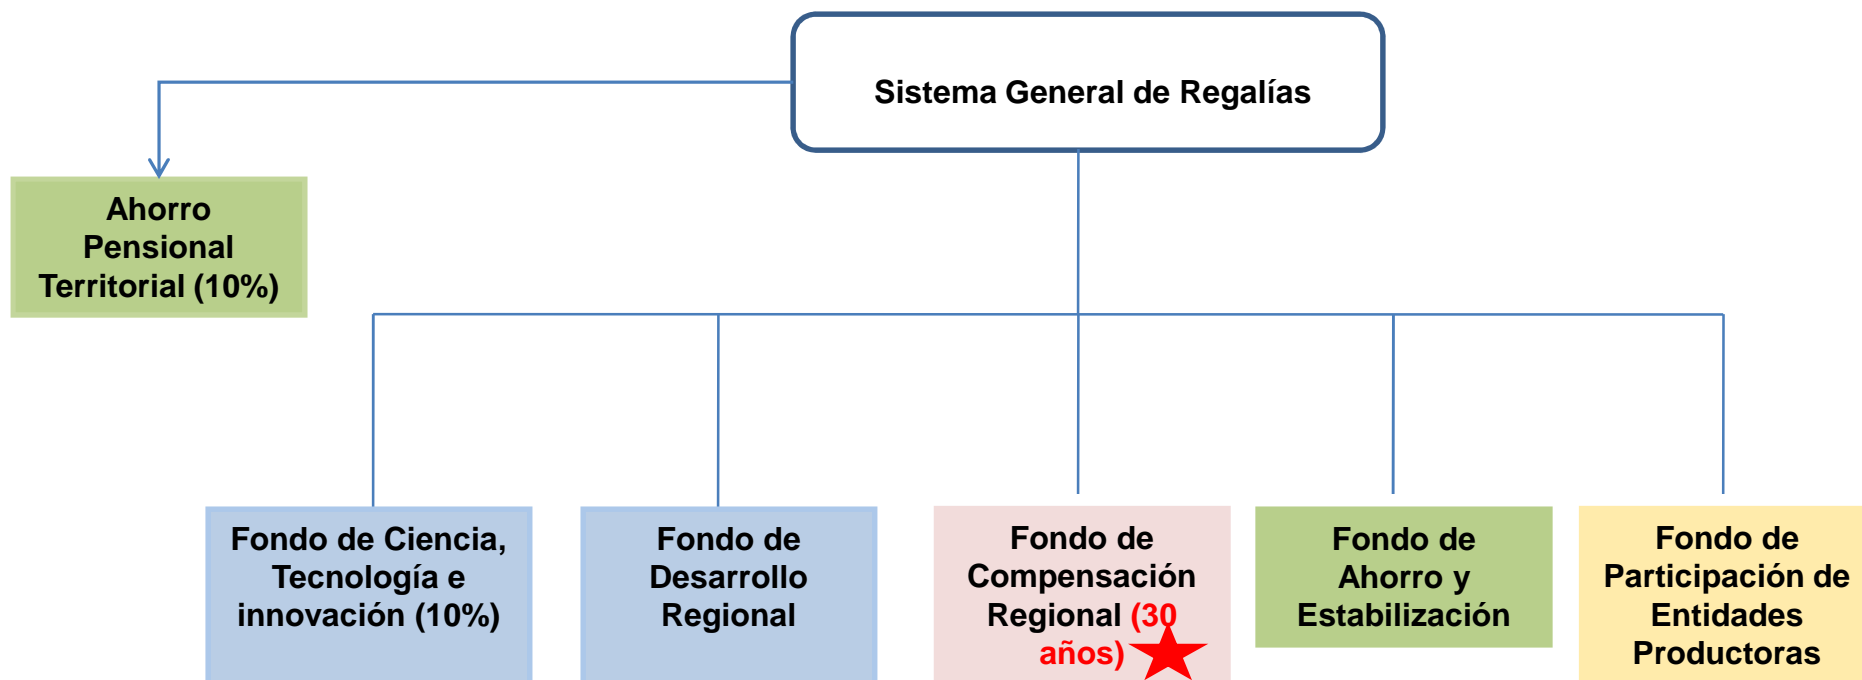 Sistema General de Regalías
Ahorro
Pensional
Territorial (10%)
Fondo de Ciencia,
Tecnología e
innovación (10%)
Fondo de
Desarrollo
Regional
Fondo de
Compensación
Regional (30
años)
Fondo de
Ahorro y
Estabilización
Fondo de
Participación de
Entidades
Productoras